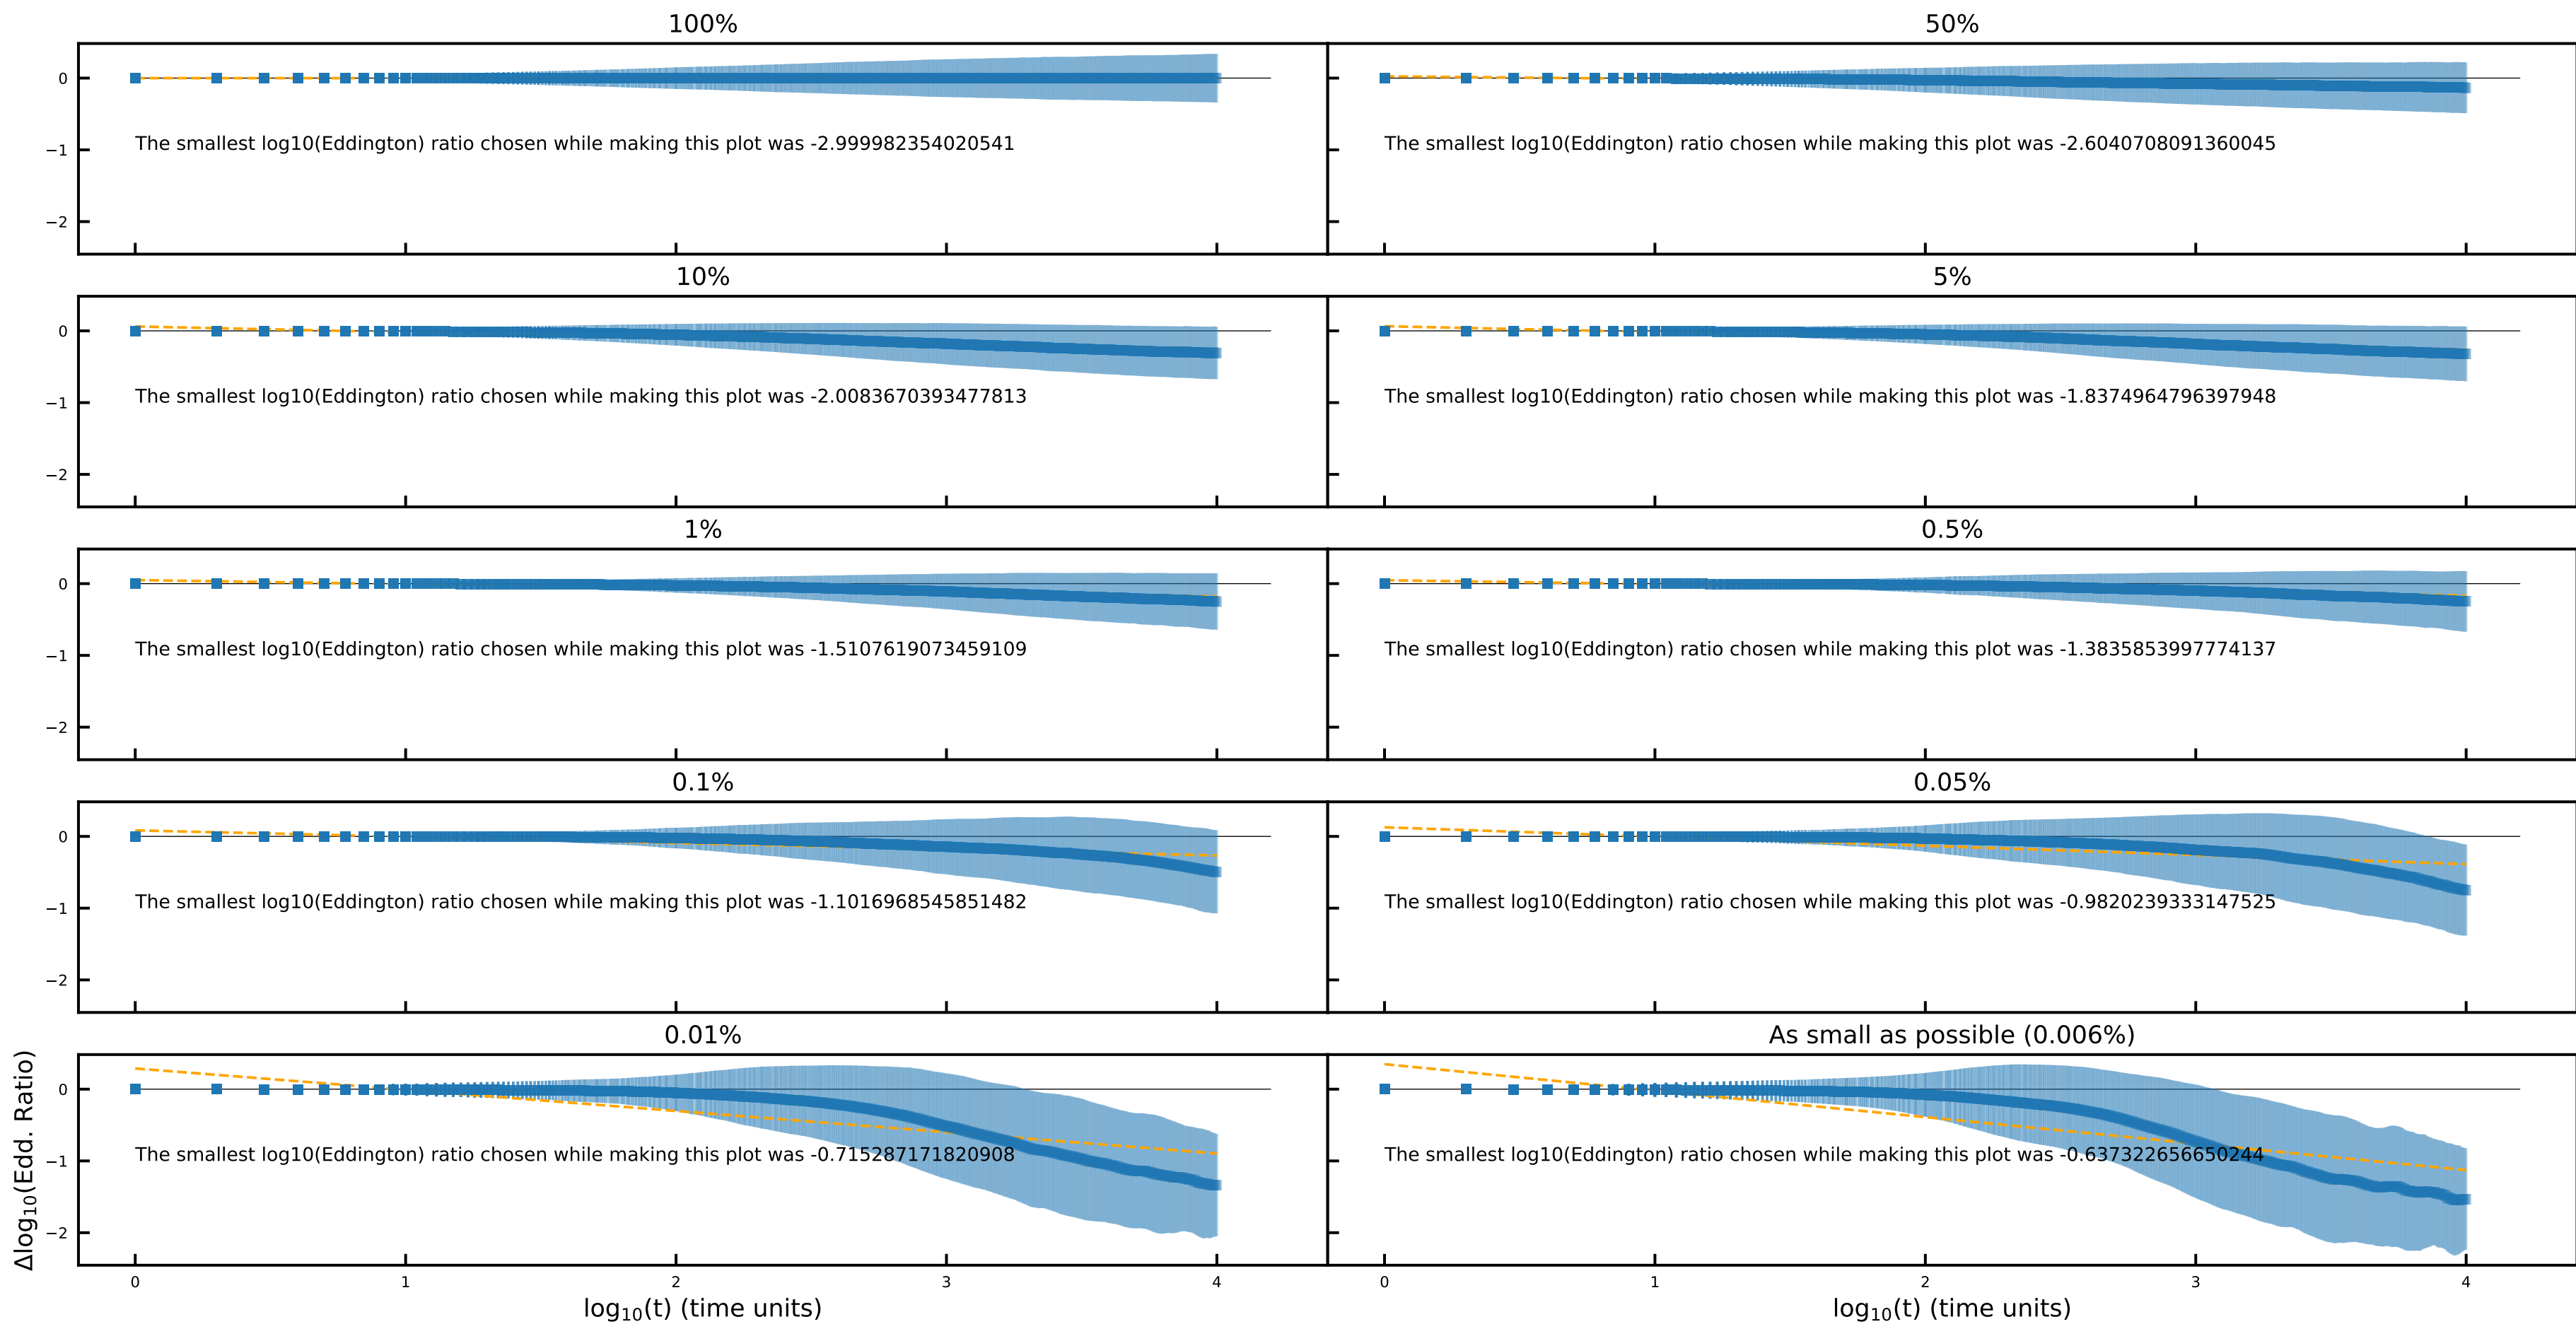 100%
50%
0
−1
−2
The smallest log10(Eddington) ratio chosen while making this plot was -2.999982354020541
The smallest log10(Eddington) ratio chosen while making this plot was -2.6040708091360045
10%
5%
0
−1
−2
The smallest log10(Eddington) ratio chosen while making this plot was -2.0083670393477813
The smallest log10(Eddington) ratio chosen while making this plot was -1.8374964796397948
1%
0.5%
0
−1
−2
The smallest log10(Eddington) ratio chosen while making this plot was -1.5107619073459109
The smallest log10(Eddington) ratio chosen while making this plot was -1.3835853997774137
0.1%
0.05%
0
−1
−2
The smallest log10(Eddington) ratio chosen while making this plot was -1.1016968545851482
The smallest log10(Eddington) ratio chosen while making this plot was -0.9820239333147525
0.01%
As small as possible (0.006%)
0
−1
−2
The smallest log10(Eddington) ratio chosen while making this plot was -0.715287171820908
The smallest log10(Eddington) ratio chosen while making this plot was -0.637322656650244
Δlog₁₀(Edd. Ratio)
0 1 2 3 4
0 1 2 3 4
log₁₀(t) (time units)
log₁₀(t) (time units)